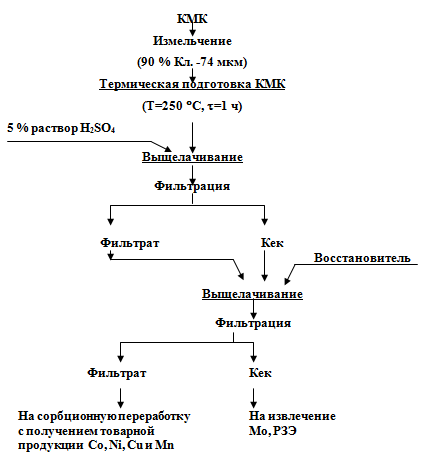 КМК
Измельчение
(90 % Кл. -74 мкм)
Термическая подготовка КМК
(Т=250 °С, τ=1 ч)
5 % раствор H₂SO₄
Выщелачивание
Фильтрация
Фильтрат
Кек
Восстановитель
Выщелачивание
Фильтрация
Фильтрат
Кек
На сорбционную переработку
с получением товарной
продукции Co, Ni, Cu и Mn
На извлечение
Mo, РЗЭ